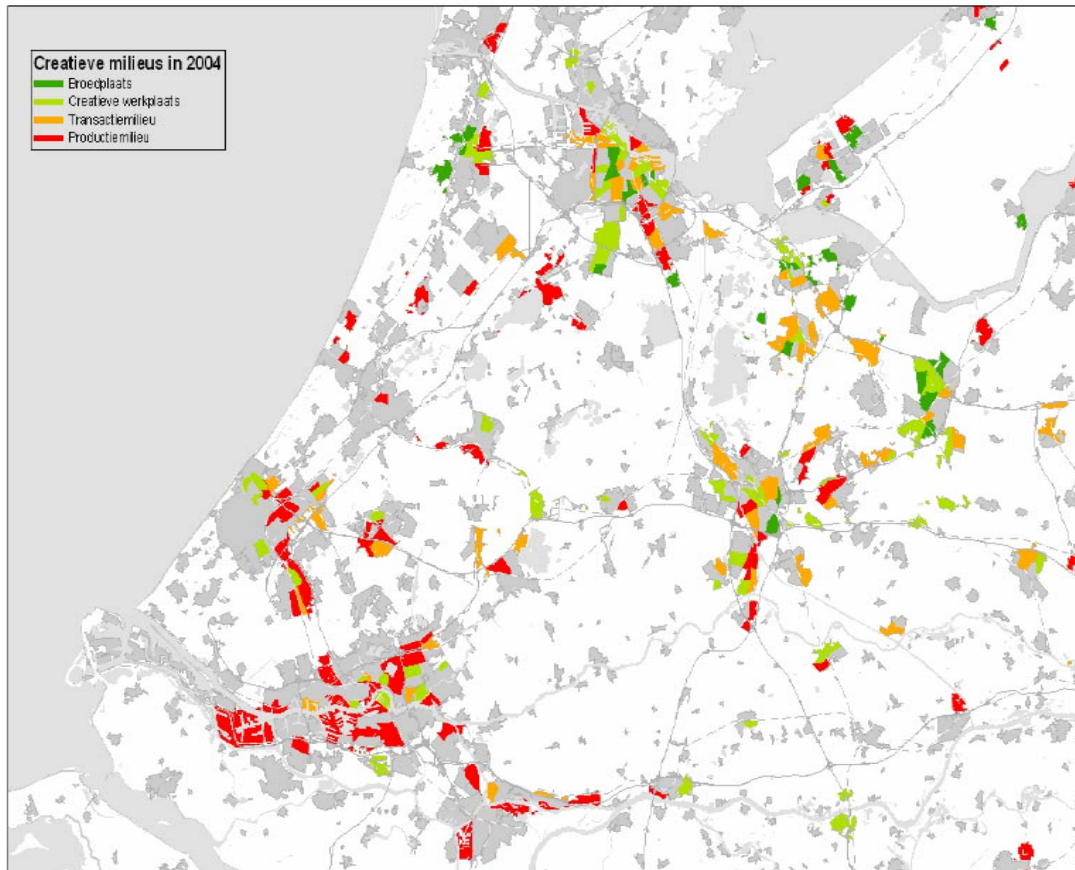 Creatieve milieus in 2004
Broedplaats
Creatieve werkplaats
Transactiemilieu
Productiemilieu